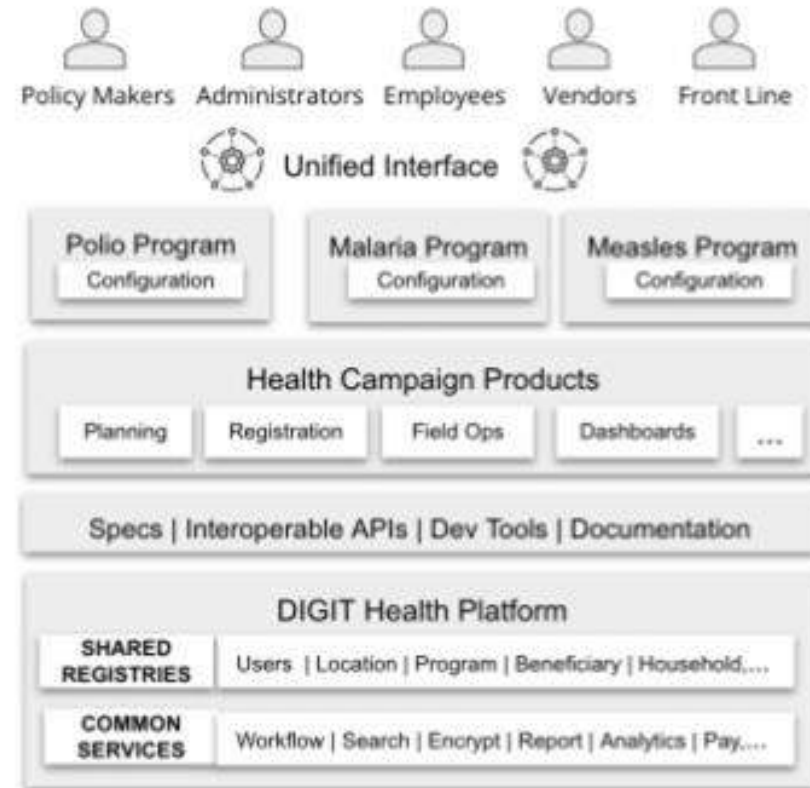 Policy Makers Administrators Employees Vendors Front Line
Unified Interface
Polio Program Malaria Program Measles Program
Configuration Configuration Configuration
Health Campaign Products
Planning Registration Field Ops Dashboards ...
Specs | Interoperable APIs | Dev Tools | Documentation
DIGIT Health Platform
SHARED REGISTRIES Users | Location | Program | Beneficiary | Household,...
COMMON SERVICES Workflow | Search | Encrypt | Report | Analytics | Pay,...